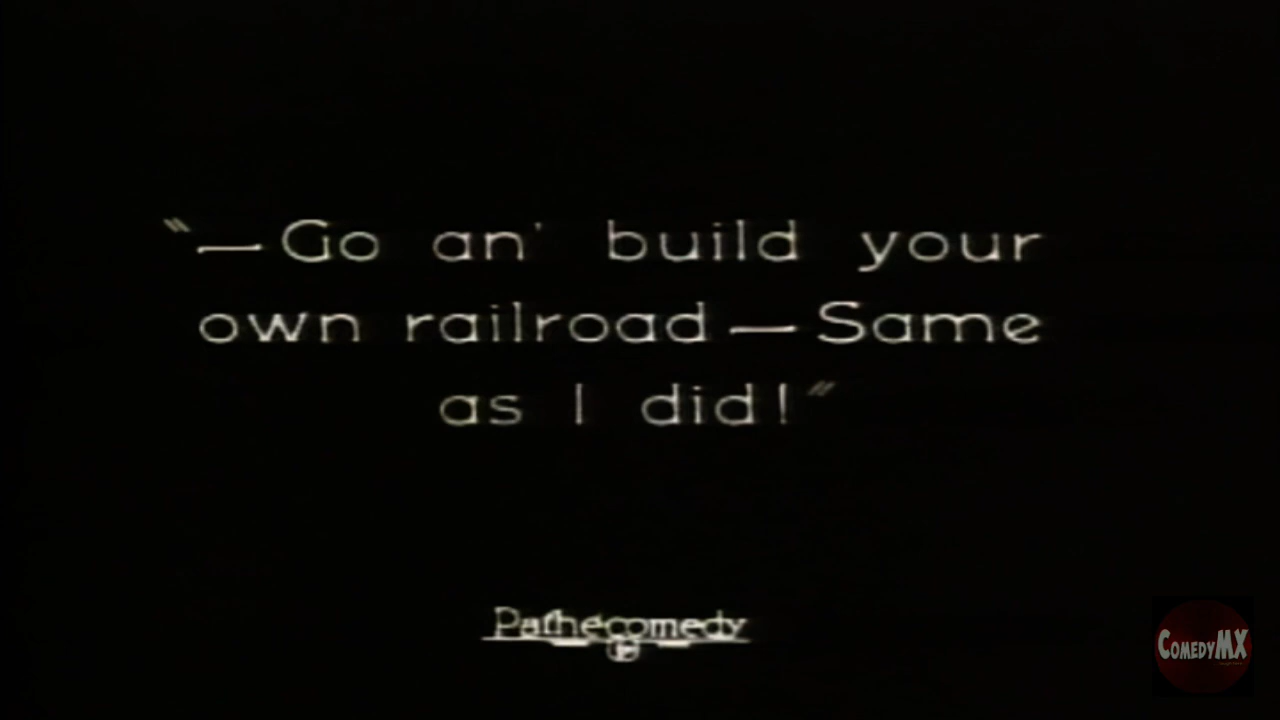 "—Go an' build your
own railroad—Same
as I did!"
Pathecomedy
COMEDYMX